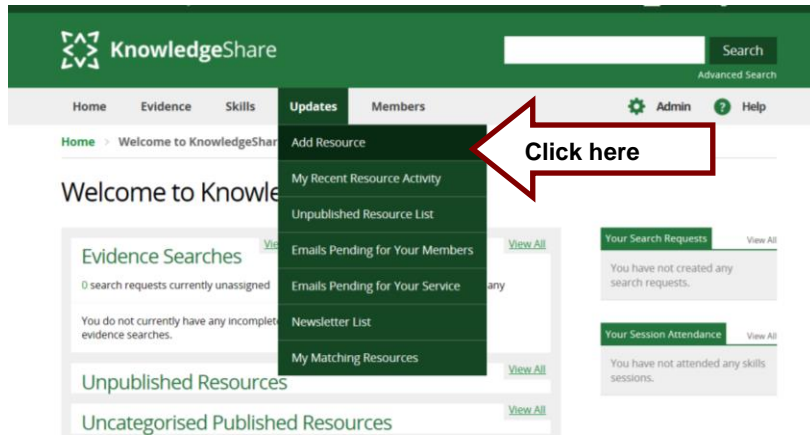 KnowledgeShare
Search
Advanced Search
Home Evidence Skills Updates Members Admin Help
Home > Welcome to KnowledgeShar
Add Resource
Click here
My Recent Resource Activity
Welcome to Knowle
Unpublished Resource List
Emails Pending for Your Members
Emails Pending for Your Service
Newsletter List
My Matching Resources
Evidence Searches
Vie
View All
0 search requests currently unassigned
any
You do not currently have any incomplet
evidence searches.
Unpublished Resources
View All
Uncategorised Published Resources
View All
Your Search Requests
View All
You have not created any
search requests.
Your Session Attendance
View All
You have not attended any skills
sessions.